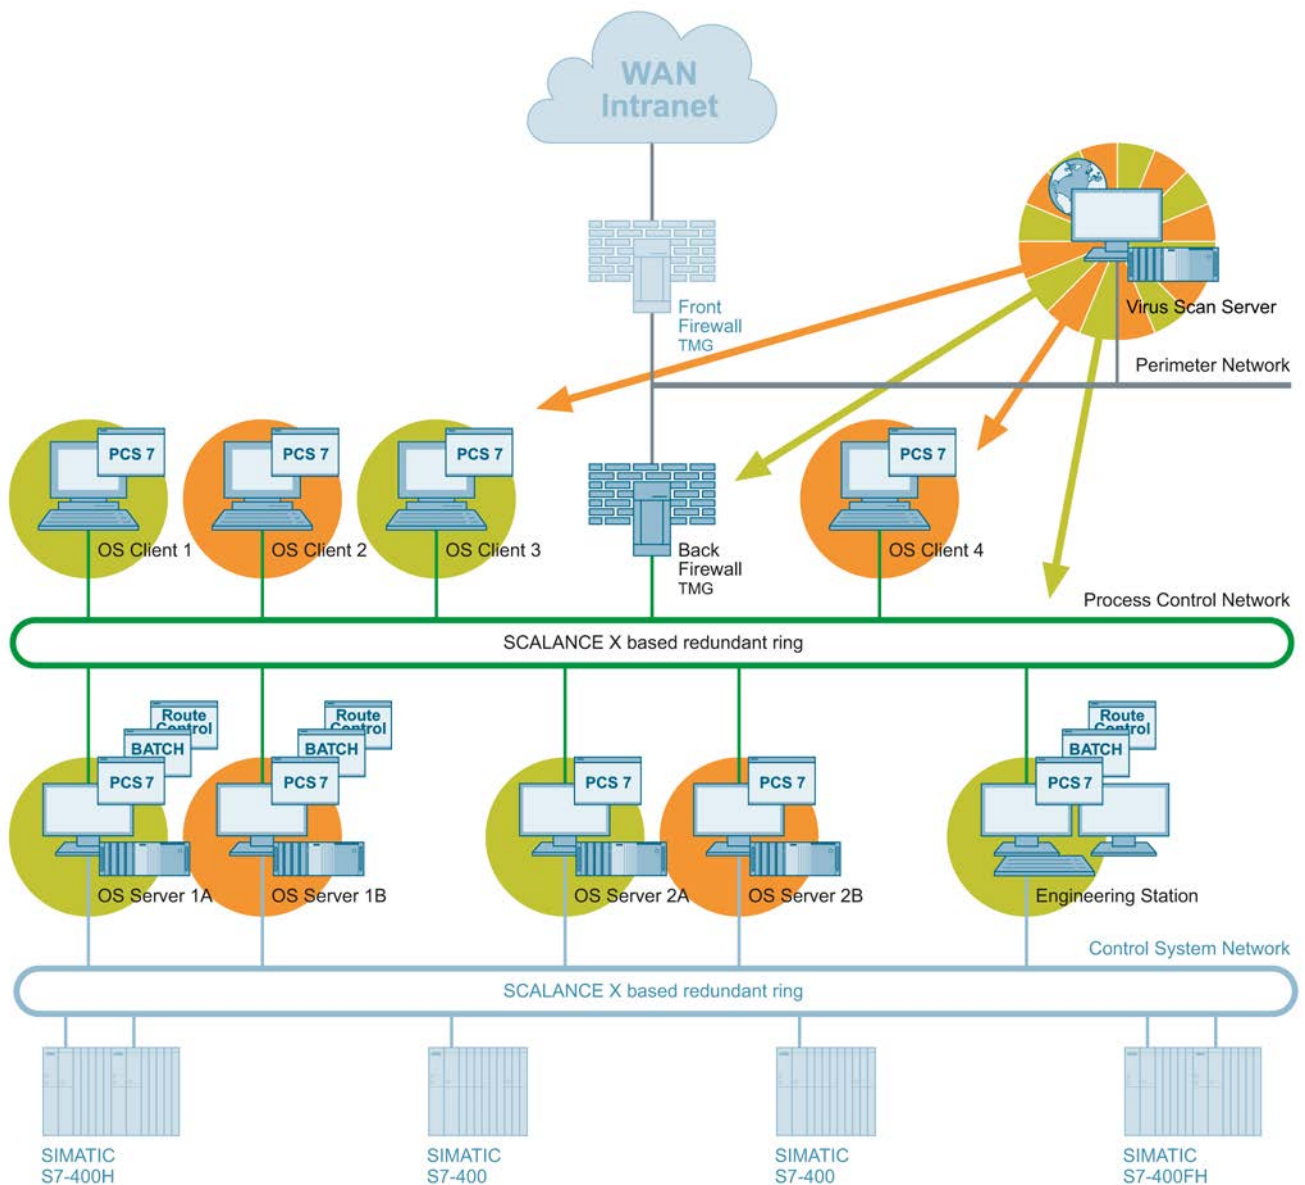 WAN
Intranet
Front
Firewall
TMG
Virus Scan Server
Perimeter Network
PCS 7
PCS 7
PCS 7
PCS 7
OS Client 1
OS Client 2
OS Client 3
Back
Firewall
TMG
OS Client 4
Process Control Network
SCALANCE X based redundant ring
Route
Control
BATCH
PCS 7
Route
Control
BATCH
PCS 7
PCS 7
PCS 7
Route
Control
BATCH
PCS 7
OS Server 1A
OS Server 1B
OS Server 2A
OS Server 2B
Engineering Station
Control System Network
SCALANCE X based redundant ring
SIMATIC
S7-400H
SIMATIC
S7-400
SIMATIC
S7-400
SIMATIC
S7-400FH